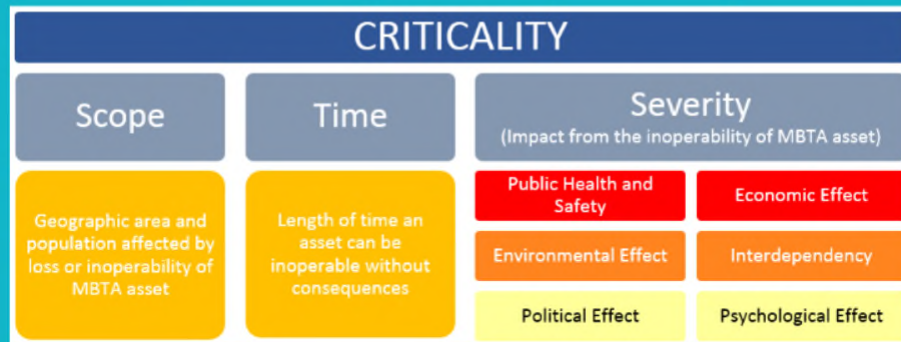 CRITICALITY
Scope
Geographic area and
population affected by
loss or inoperability of
MBTA asset
Time
Length of time an
asset can be
inoperable without
consequences
Severity
(Impact from the inoperability of MBTA asset)
Public Health and
Safety
Economic Effect
Environmental Effect
Interdependency
Political Effect
Psychological Effect